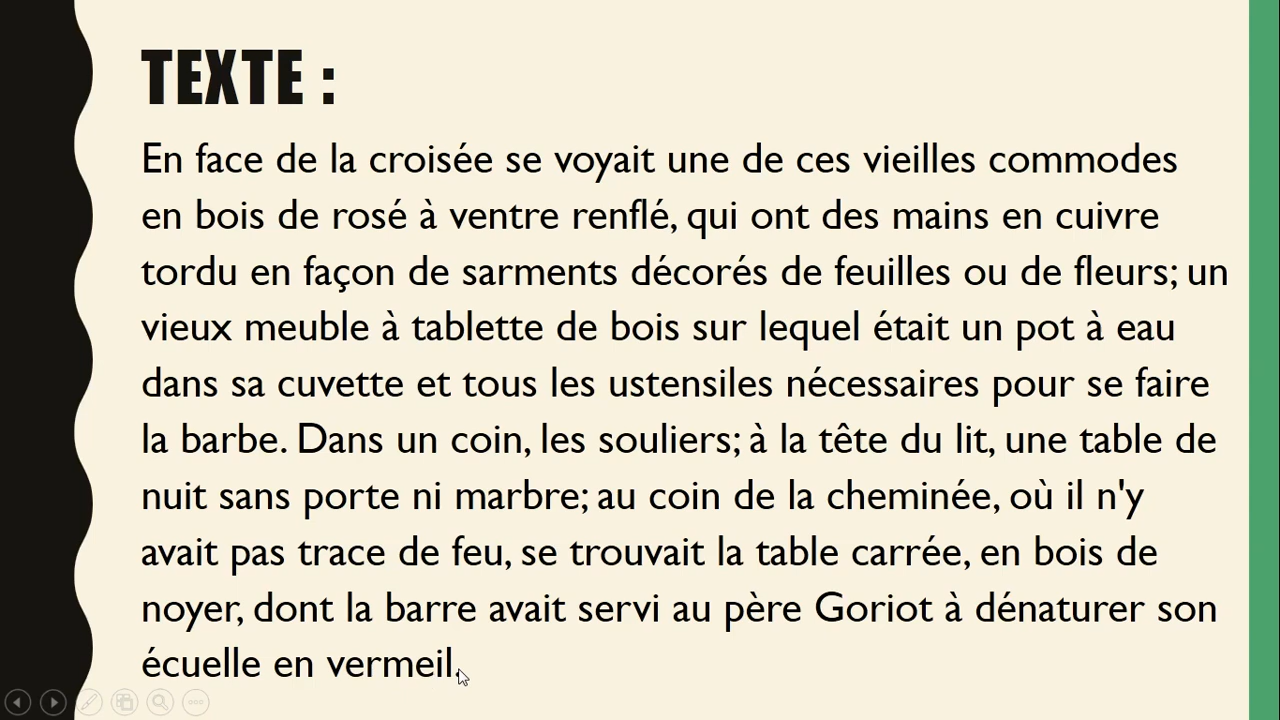 TEXTE :
En face de la croisée se voyait une de ces vieilles commodes
en bois de rosé à ventre renflé, qui ont des mains en cuivre
tordu en façon de sarments décorés de feuilles ou de fleurs; un
vieux meuble à tablette de bois sur lequel était un pot à eau
dans sa cuvette et tous les ustensiles nécessaires pour se faire
la barbe. Dans un coin, les souliers; à la tête du lit, une table de
nuit sans porte ni marbre; au coin de la cheminée, où il n'y
avait pas trace de feu, se trouvait la table carrée, en bois de
noyer, dont la barre avait servi au père Goriot à dénaturer son
écuelle en vermeil.